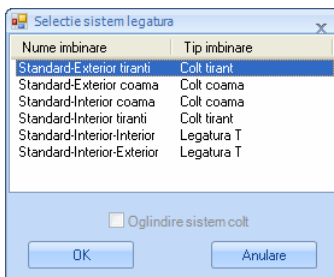 Selectie sistem legatura
Nume imbinare Tip imbinare
Standard-Exterior tiranti Colt tirant
Standard-Exterior coama Colt coama
Standard-Interior coama Colt coama
Standard-Interior tiranti Colt tirant
Standard-Interior-Interior Legatura T
Standard-Interior-Exterior Legatura T
Oglindire sistem colt
OK Anulare